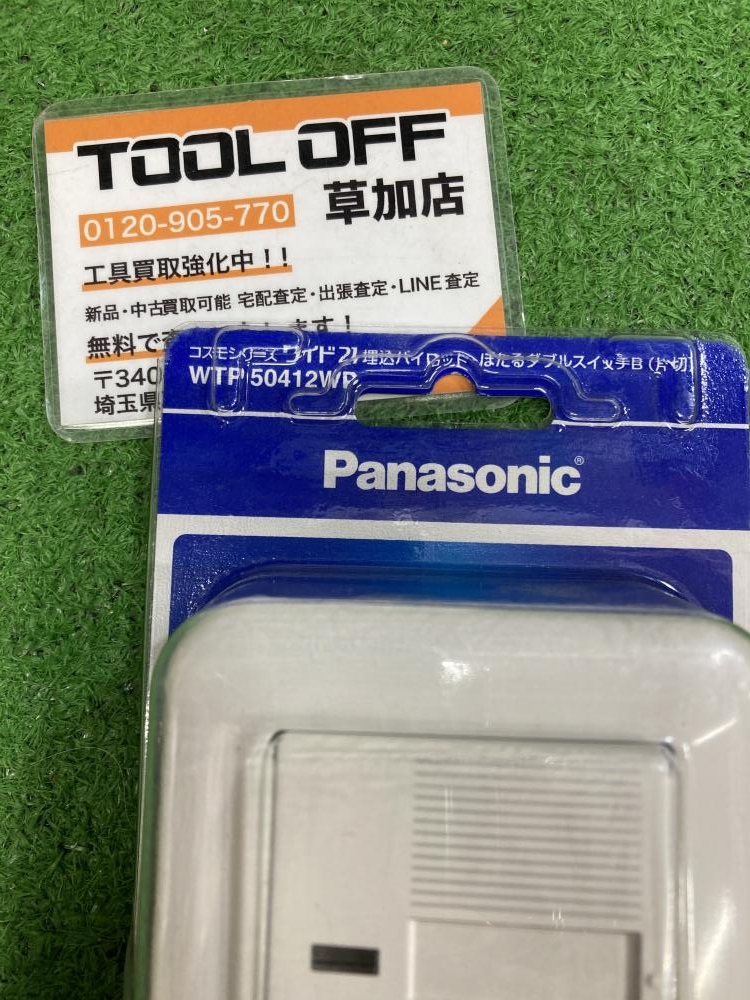 TOOL OFF
草加店
0120-905-770
工具買取強化中!!
新品・中古買取可能 宅配査定・出張査定・LINE査定
無料で
〒340
埼玉県
コスモシリーズ ワイド21 埋込パイロット・ほたるダブルスイッチB(片切)
WTP 50412WP
Panasonic®